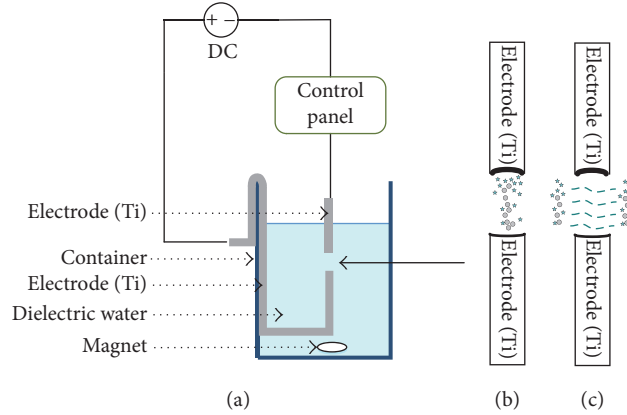 + −
DC
Control
panel
Electrode (Ti)
Container
Electrode (Ti)
Dielectric water
Magnet
(a)
Electrode (Ti)
Electrode (Ti)
(b)
Electrode (Ti)
Electrode (Ti)
(c)